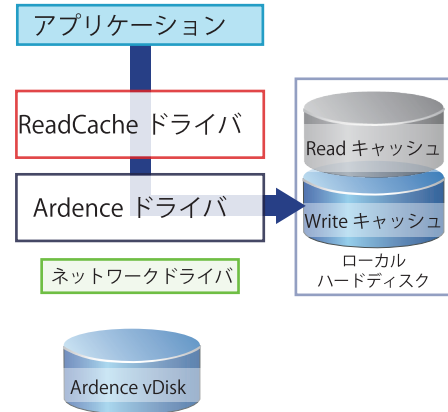 アプリケーション
ReadCache ドライバ
Ardence ドライバ
ネットワークドライバ
Ardence vDisk
Read キャッシュ
Write キャッシュ
ローカル
ハードディスク